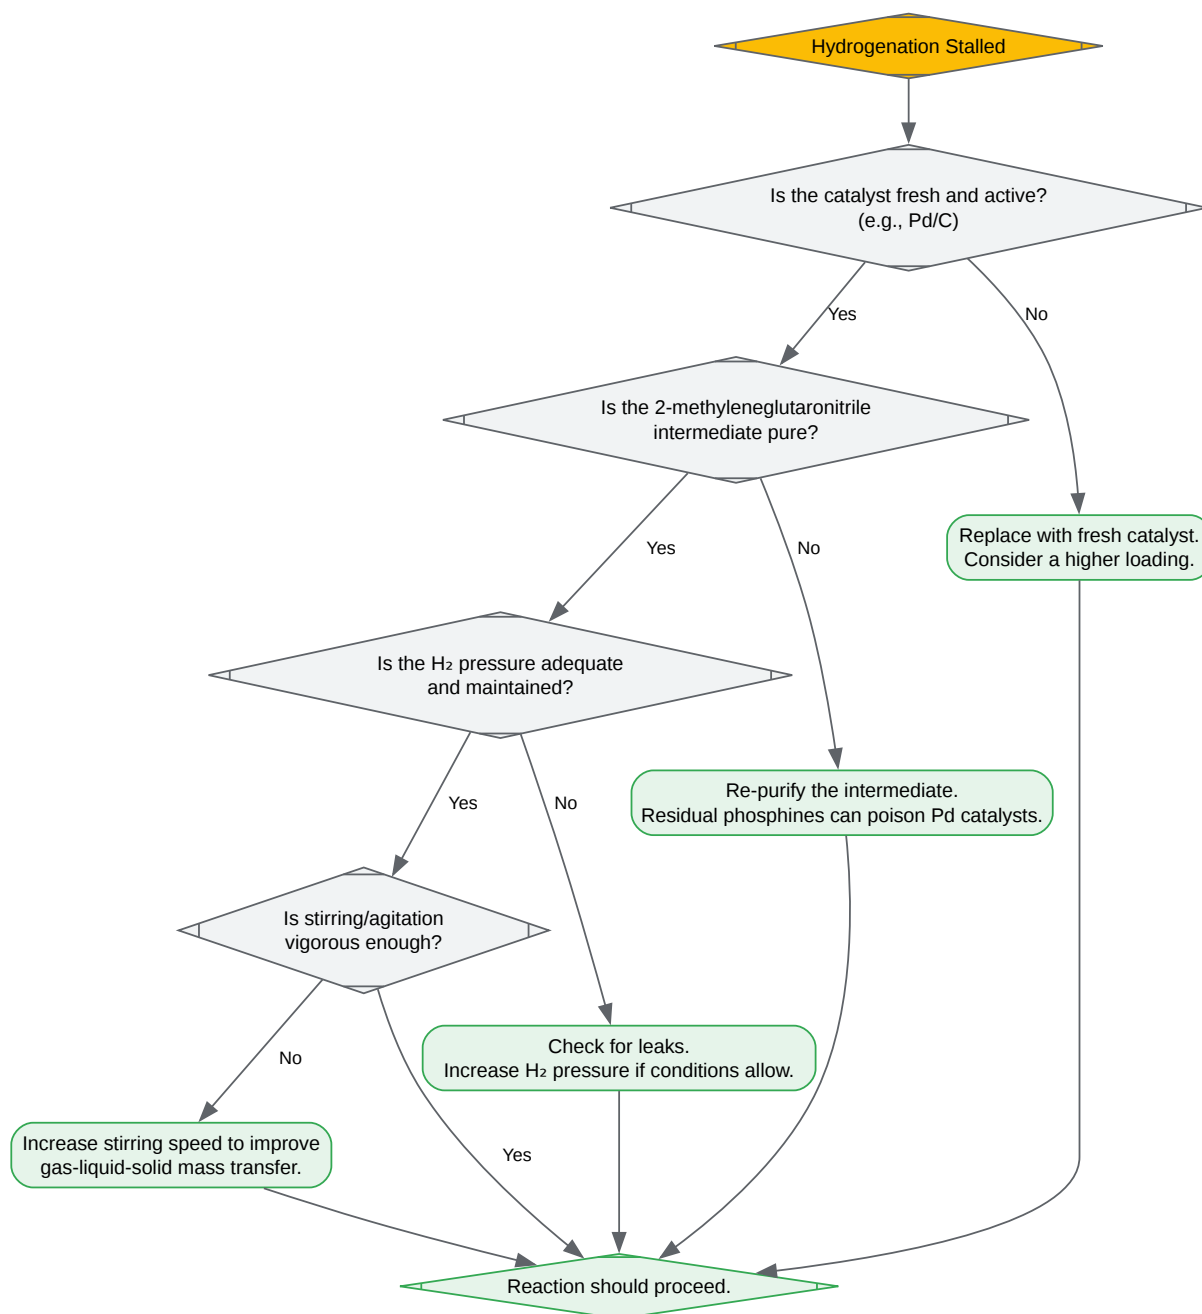 Hydrogenation Stalled
Is the catalyst fresh and active?
(e.g., Pd/C)
Yes
No
Is the 2-methyleneglutaronitrile
intermediate pure?
Yes
No
Replace with fresh catalyst.
Consider a higher loading.
Is the H₂ pressure adequate
and maintained?
Yes
No
Re-purify the intermediate.
Residual phosphines can poison Pd catalysts.
Is stirring/agitation
vigorous enough?
No
Yes
Check for leaks.
Increase H₂ pressure if conditions allow.
Increase stirring speed to improve
gas-liquid-solid mass transfer.
Reaction should proceed.